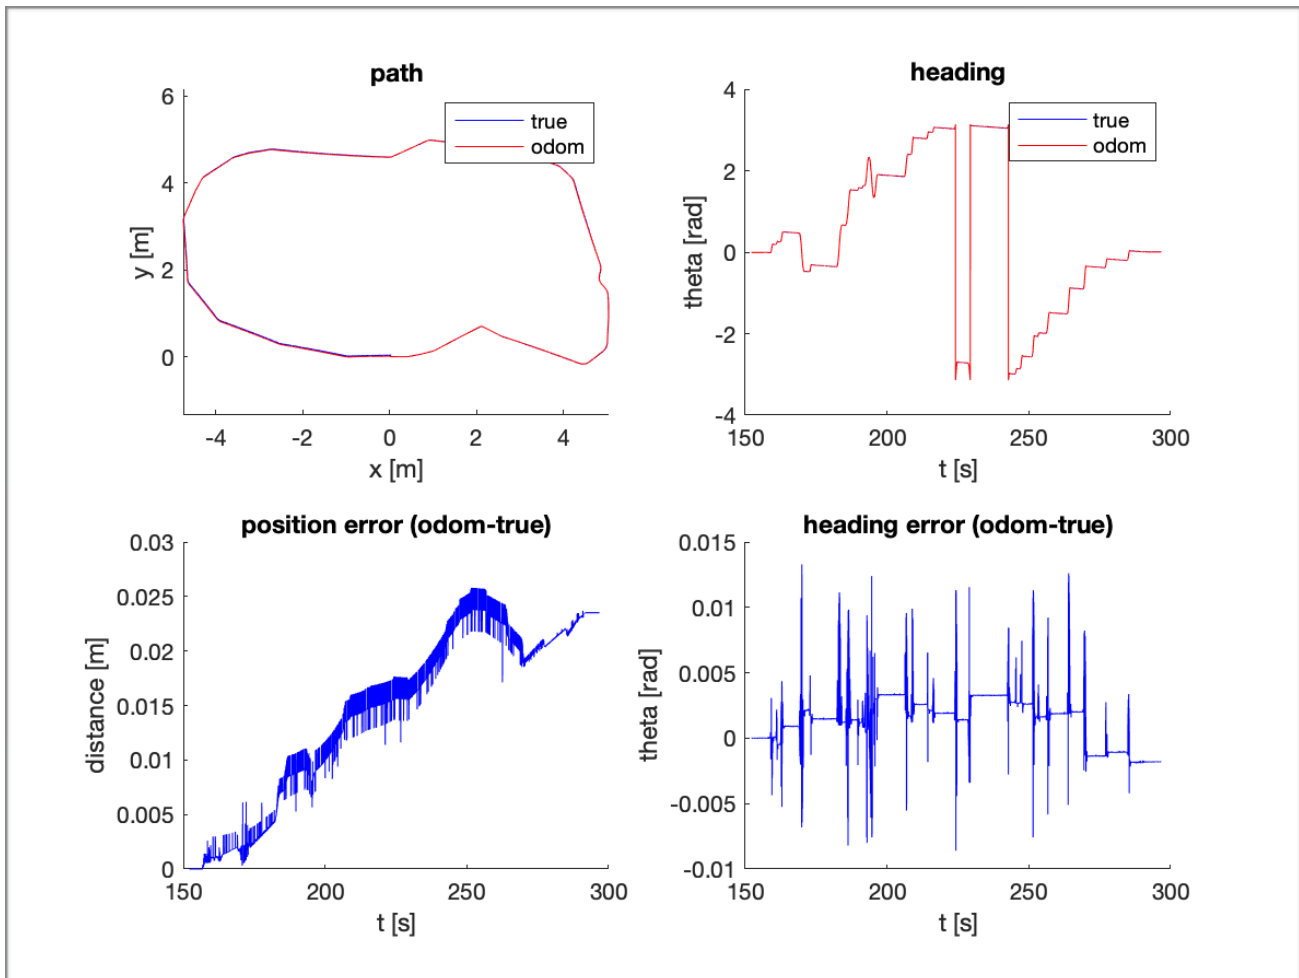 path
6
4
2
0
y [m]
-4
-2
0
2
4
x [m]
true
odom
heading
4
2
0
-2
-4
theta [rad]
150
200
250
300
t [s]
true
odom
position error (odom-true)
0.03
0.025
0.02
0.015
0.01
0.005
0
distance [m]
150
200
250
300
t [s]
heading error (odom-true)
0.015
0.01
0.005
0
-0.005
-0.01
theta [rad]
150
200
250
300
t [s]